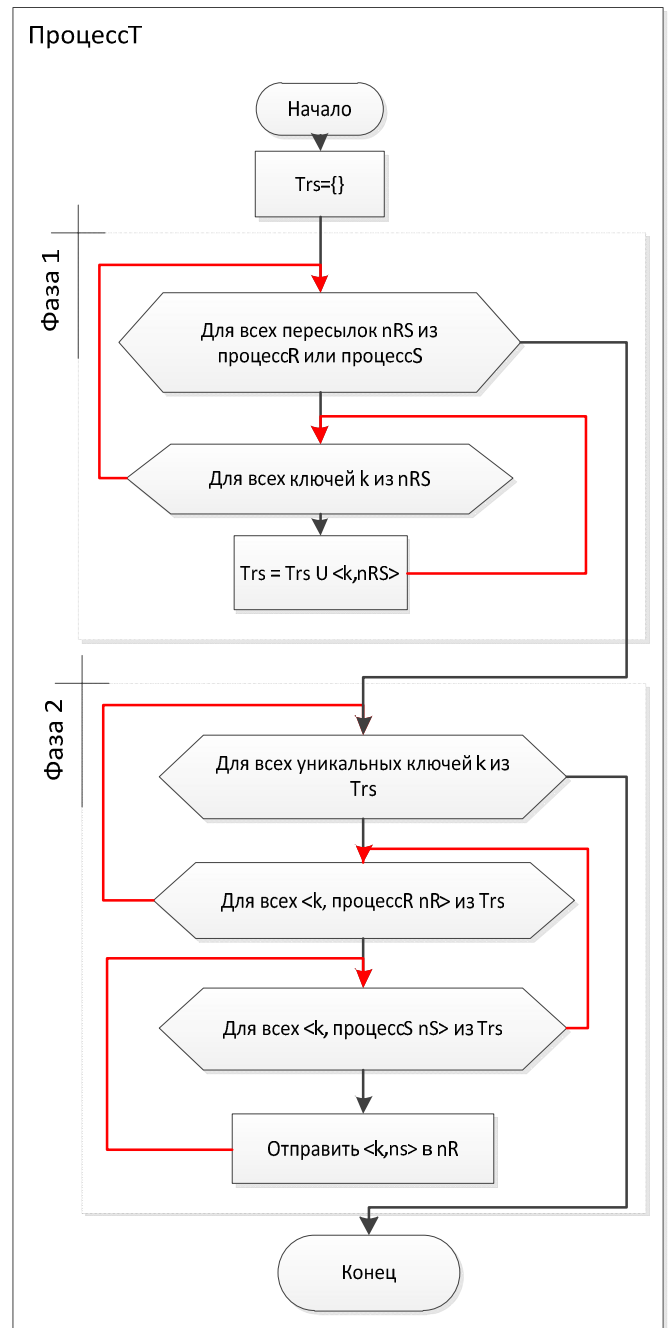 ПроцессТ
Начало
Trs={}
Фаза 1
Для всех пересылок nRS из
процессR или процессS
Для всех ключей k из nRS
Trs = Trs U <k,nRS>
Фаза 2
Для всех уникальных ключей k из
Trs
Для всех <k, процессR nR> из Trs
Для всех <k, процессS nS> из Trs
Отправить <k,ns> в nR
Конец